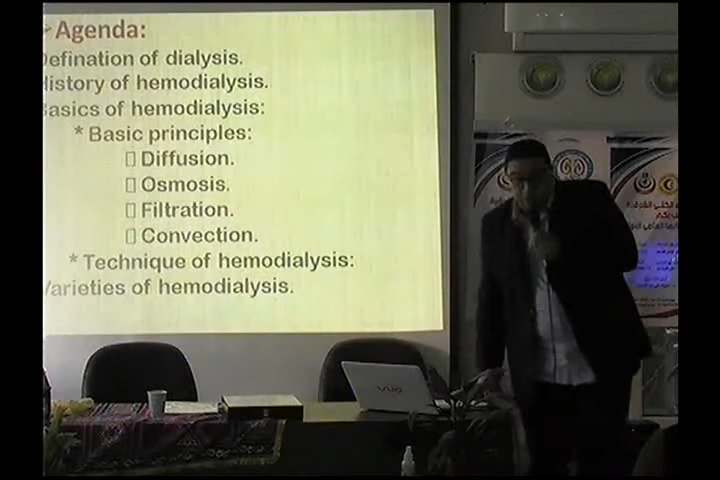 Agenda:
Defination of dialysis.
History of hemodialysis.
Basics of hemodialysis:
* Basic principles:
Diffusion.
Osmosis.
Filtration.
Convection.
* Technique of hemodialysis:
Varieties of hemodialysis.
VAIO